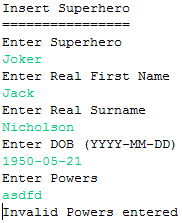 Insert Superhero
================
Enter Superhero
Joker
Enter Real First Name
Jack
Enter Real Surname
Nicholson
Enter DOB (YYYY-MM-DD)
1950-05-21
Enter Powers
asdfd
Invalid Powers entered